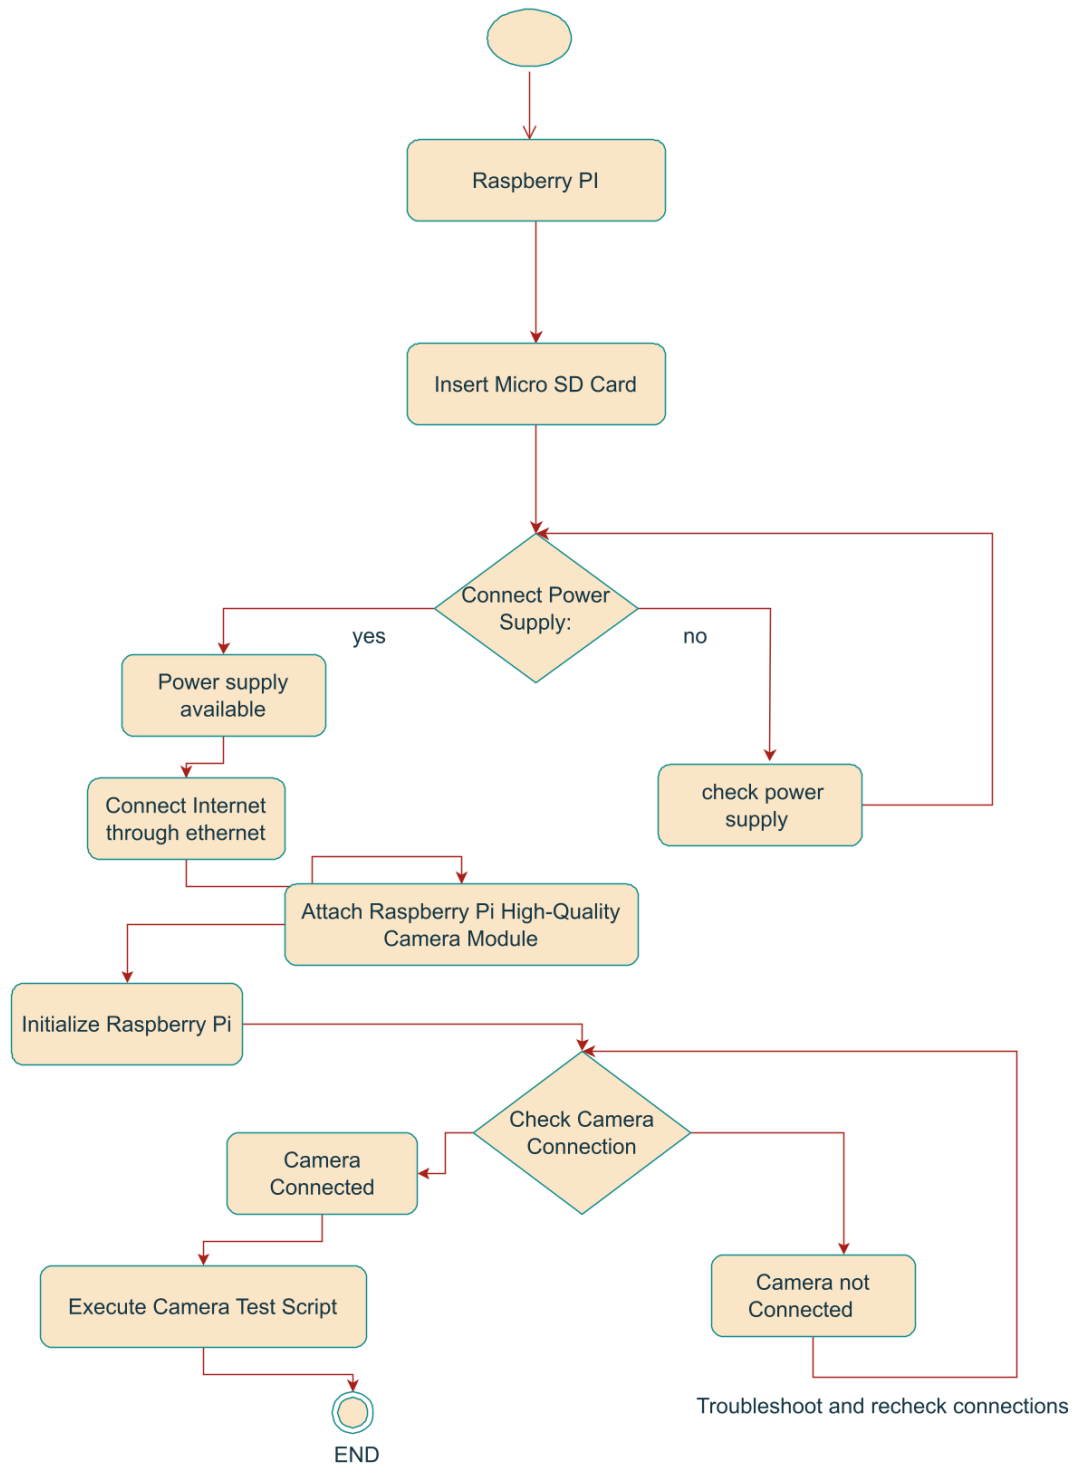 Raspberry PI
Insert Micro SD Card
Connect Power
Supply:
yes
no
Power supply
available
check power
supply
Connect Internet
through ethernet
Attach Raspberry Pi High-Quality
Camera Module
Initialize Raspberry Pi
Check Camera
Connection
Camera
Connected
Camera not
Connected
Execute Camera Test Script
Troubleshoot and recheck connections
END